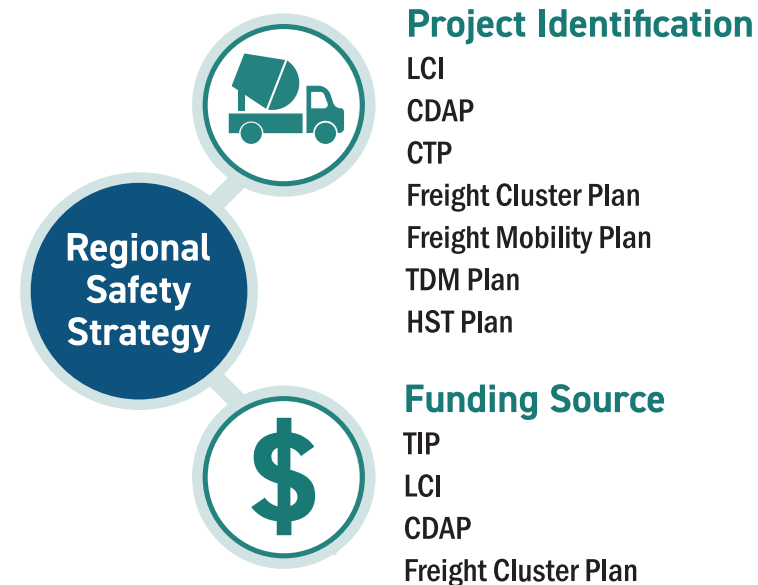 Regional
Safety
Strategy
Project Identification
LCI
CDAP
CTP
Freight Cluster Plan
Freight Mobility Plan
TDM Plan
HST Plan
$
Funding Source
TIP
LCI
CDAP
Freight Cluster Plan